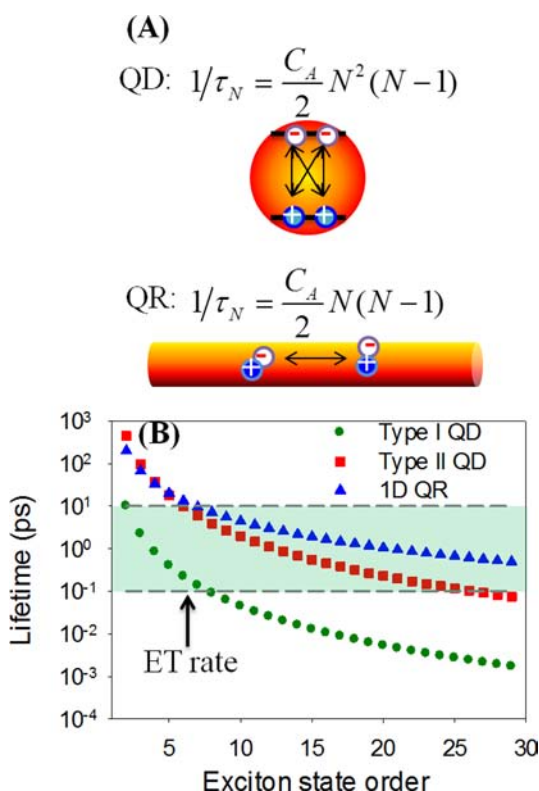 (A)
QD: 1/τ_N = C_A/2 N²(N−1)
− −
+ +
QR: 1/τ_N = C_A/2 N(N−1)
− −
+ +
(B)
Type I QD
Type II QD
1D QR
10³
10²
10¹
10⁰
10⁻¹
10⁻²
10⁻³
10⁻⁴
Lifetime (ps)
ET rate
5 10 15 20 25 30
Exciton state order